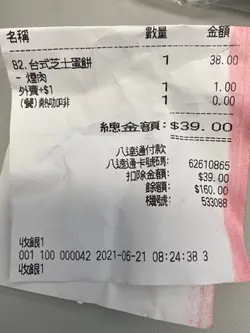 名稱 數量 金額
B2.台式芝士蛋餅 1 38.00
- 煙肉
外賣+$1 1 1.00
(餐)熱咖啡 1
總金額: $39.00
八達通付款
八達通卡號碼: 62610865
扣除金額: $39.00
餘額: $160.00
機號: 533088
收銀1
001 100 000042 2021-06-21 08:24:38 3
收銀1